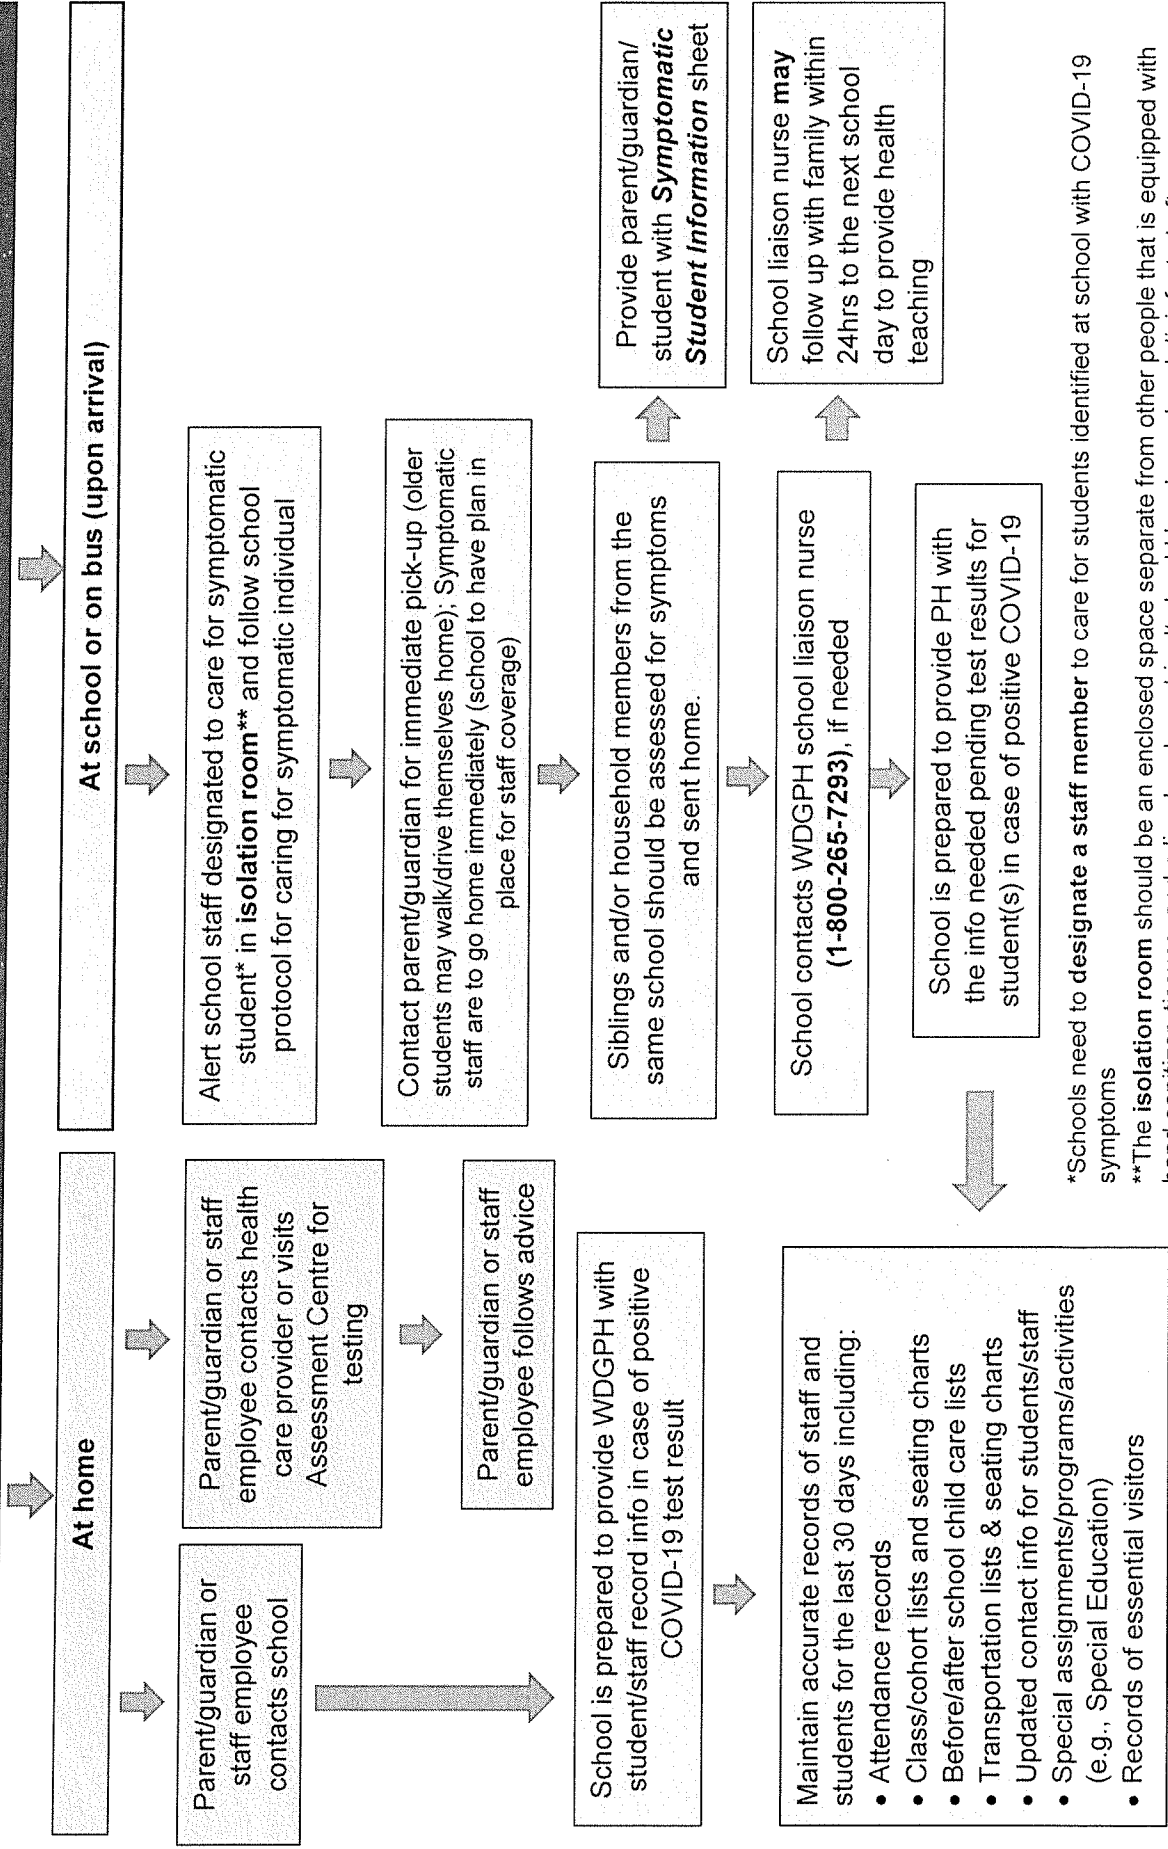 At home
Parent/guardian or
staff employee
contacts school
Parent/guardian or staff
employee contacts health
care provider or visits
Assessment Centre for
testing
Parent/guardian or staff
employee follows advice
School is prepared to provide WDGPH with
student/staff record info in case of positive
COVID-19 test result
Maintain accurate records of staff and
students for the last 30 days including:
• Attendance records
• Class/cohort lists and seating charts
• Before/after school child care lists
• Transportation lists & seating charts
• Updated contact info for students/staff
• Special assignments/programs/activities
(e.g., Special Education)
• Records of essential visitors
At school or on bus (upon arrival)
Alert school staff designated to care for symptomatic
student* in isolation room** and follow school
protocol for caring for symptomatic individual
Contact parent/guardian for immediate pick-up (older
students may walk/drive themselves home); Symptomatic
staff are to go home immediately (school to have plan in
place for staff coverage)
Siblings and/or household members from the
same school should be assessed for symptoms
and sent home.
Provide parent/guardian/
student with Symptomatic
Student Information sheet
School contacts WDGPH school liaison nurse
(1-800-265-7293), if needed
School liaison nurse may
follow up with family within
24hrs to the next school
day to provide health
teaching
School is prepared to provide PH with
the info needed pending test results for
student(s) in case of positive COVID-19
*Schools need to designate a staff member to care for students identified at school with COVID-19
symptoms
**The isolation room should be an enclosed space separate from other people that is equipped with